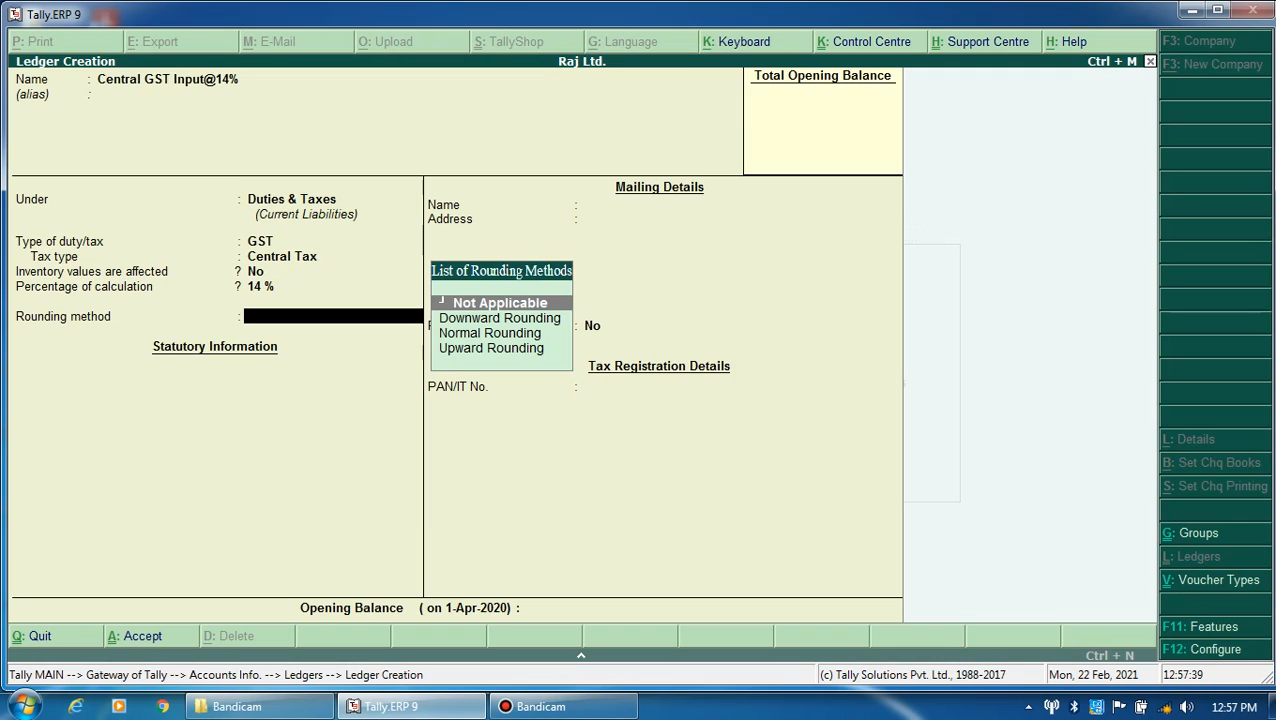 Tally.ERP 9
P: Print
E: Export
M: E-Mail
O: Upload
S: TallyShop
G: Language
K: Keyboard
K: Control Centre
H: Support Centre
H: Help
F3: Company
F3: New Company
Ledger Creation
Raj Ltd.
Ctrl + M
Name : Central GST Input@14%
(alias) :
Total Opening Balance
Under : Duties & Taxes
(Current Liabilities)
Type of duty/tax : GST
Tax type : Central Tax
Inventory values are affected ? No
Percentage of calculation ? 14 %
Rounding method :
Statutory Information
Mailing Details
Name :
Address :
List of Rounding Methods
Not Applicable
Downward Rounding
Normal Rounding
Upward Rounding
: No
Tax Registration Details
PAN/IT No. :
L: Details
B: Set Chq Books
S: Set Chq Printing
G: Groups
L: Ledgers
V: Voucher Types
F11: Features
F12: Configure
Opening Balance ( on 1-Apr-2020) :
Q: Quit
A: Accept
D: Delete
Ctrl + N
Tally MAIN --> Gateway of Tally --> Accounts Info. --> Ledgers --> Ledger Creation
(c) Tally Solutions Pvt. Ltd., 1988-2017
Mon, 22 Feb, 2021
12:57:39
Bandicam
Tally.ERP 9
Bandicam
12:57 PM